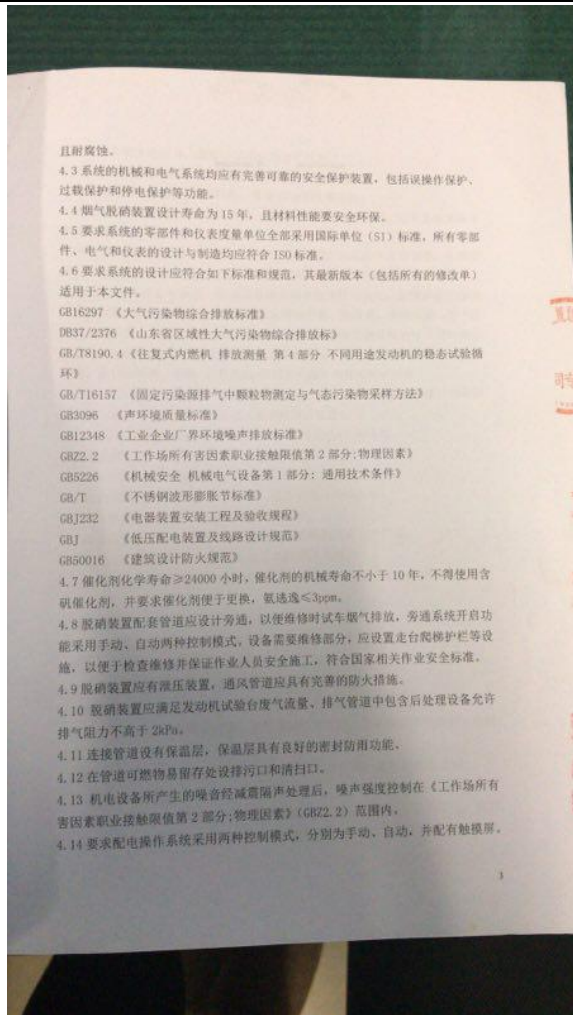 且耐腐蚀。
4.3 系统的机械和电气系统均应有完善可靠的安全保护装置，包括误操作保护、
过载保护和停电保护等功能。
4.4 烟气脱硝装置设计寿命为 15 年，且材料性能要安全环保。
4.5 要求系统的零部件和仪表度量单位全部采用国际单位（SI）标准，所有零部
件、电气和仪表的设计与制造均应符合 ISO 标准。
4.6 要求系统的设计应符合如下标准和规范，其最新版本（包括所有的修改单）
适用于本文件。
GB16297 《大气污染物综合排放标准》
DB37/2376 《山东省区域性大气污染物综合排放标》
GB/T8190.4《往复式内燃机 排放测量 第 4 部分 不同用途发动机的稳态试验循
环》
GB/T16157 《固定污染源排气中颗粒物测定与气态污染物采样方法》
GB3096 《声环境质量标准》
GB12348 《工业企业厂界环境噪声排放标准》
GBZ2.2 《工作场所有害因素职业接触限值第 2 部分:物理因素》
GB5226 《机械安全 机械电气设备第 1 部分: 通用技术条件》
GB/T 《不锈钢波形膨胀节标准》
GBJ232 《电器装置安装工程及验收规程》
GBJ 《低压配电装置及线路设计规范》
GB50016 《建筑设计防火规范》
4.7 催化剂化学寿命≥24000 小时，催化剂的机械寿命不小于 10 年，不得使用含
矾催化剂，并要求催化剂便于更换，氨逃逸≤3ppm。
4.8 脱硝装置配套管道应设计旁通，以便维修时试车烟气排放，旁通系统开启功
能采用手动、自动两种控制模式。设备需要维修部分，应设置走台爬梯护栏等设
施，以便于检查维修并保证作业人员安全施工，符合国家相关作业安全标准。
4.9 脱硝装置应有泄压装置，通风管道应具有完善的防火措施。
4.10 脱硝装置应满足发动机试验台废气流量、排气管道中包含后处理设备允许
排气阻力不高于 2kPa。
4.11 连接管道设有保温层，保温层具有良好的密封防雨功能。
4.12 在管道可燃物易留存处设排污口和清扫口。
4.13 机电设备所产生的噪音经减震隔声处理后，噪声强度控制在《工作场所有
害因素职业接触限值第 2 部分:物理因素》（GBZ2.2）范围内。
4.14 要求配电操作系统采用两种控制模式，分别为手动、自动，并配有触摸屏。
3